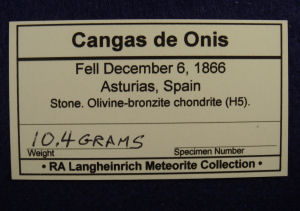 Cangas de Onis
Fell December 6, 1866
Asturias, Spain
Stone. Olivine-bronzite chondrite (H5).
10.4 GRAMS
Weight Specimen Number
• RA Langheinrich Meteorite Collection •